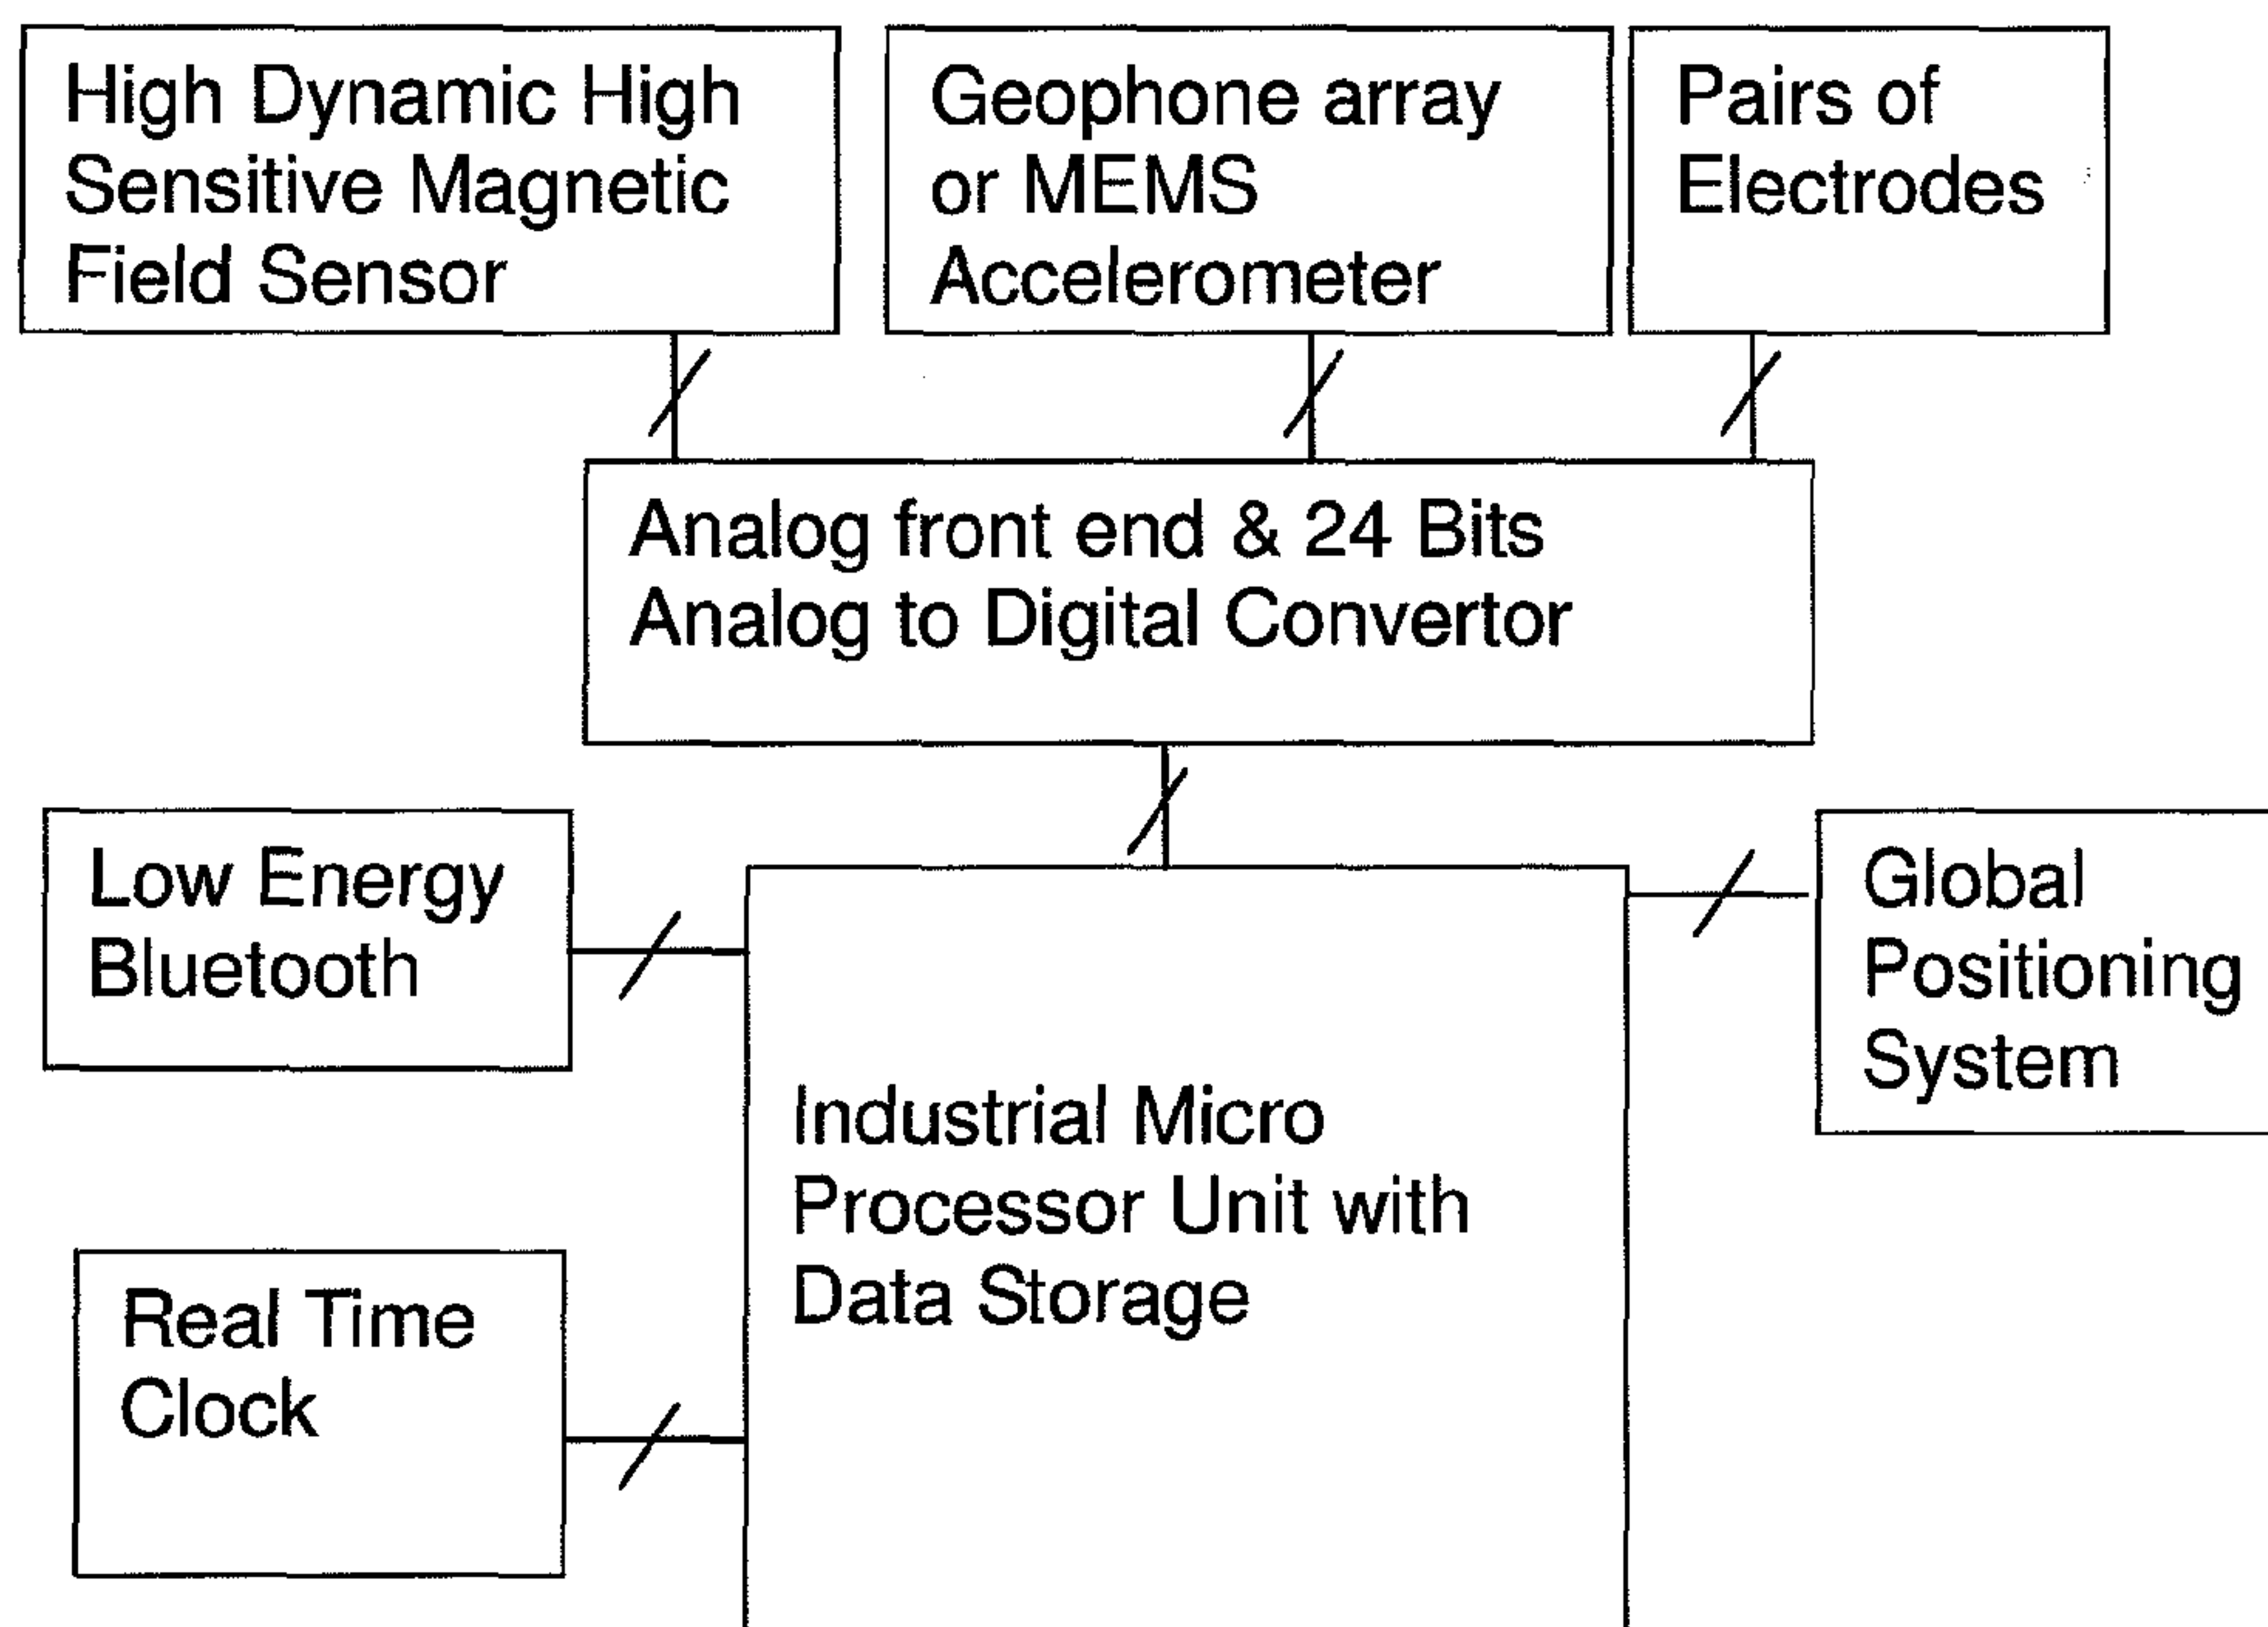 High Dynamic High
Sensitive Magnetic
Field Sensor
Geophone array
or MEMS
Accelerometer
Pairs of
Electrodes
Analog front end & 24 Bits
Analog to Digital Convertor
Low Energy
Bluetooth
Global
Positioning
System
Industrial Micro
Processor Unit with
Data Storage
Real Time
Clock